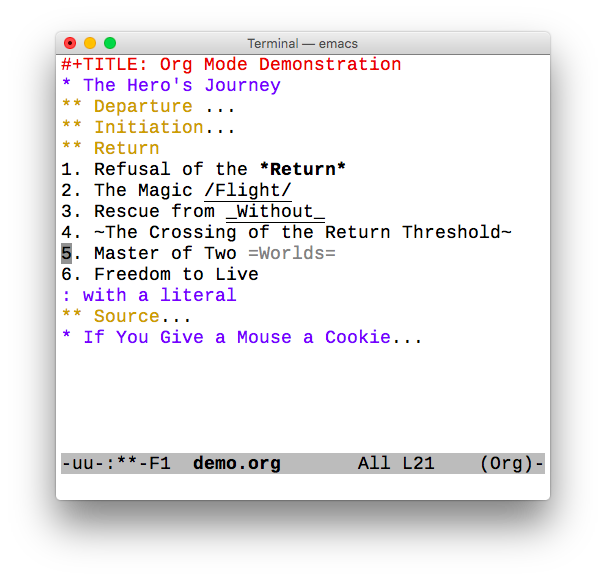 Terminal — emacs
#+TITLE: Org Mode Demonstration
* The Hero's Journey
** Departure ...
** Initiation...
** Return
1. Refusal of the *Return*
2. The Magic /Flight/
3. Rescue from _Without_
4. ~The Crossing of the Return Threshold~
5. Master of Two =Worlds=
6. Freedom to Live
: with a literal
** Source...
* If You Give a Mouse a Cookie...
-uu-:**-F1  demo.org       All L21    (Org)-